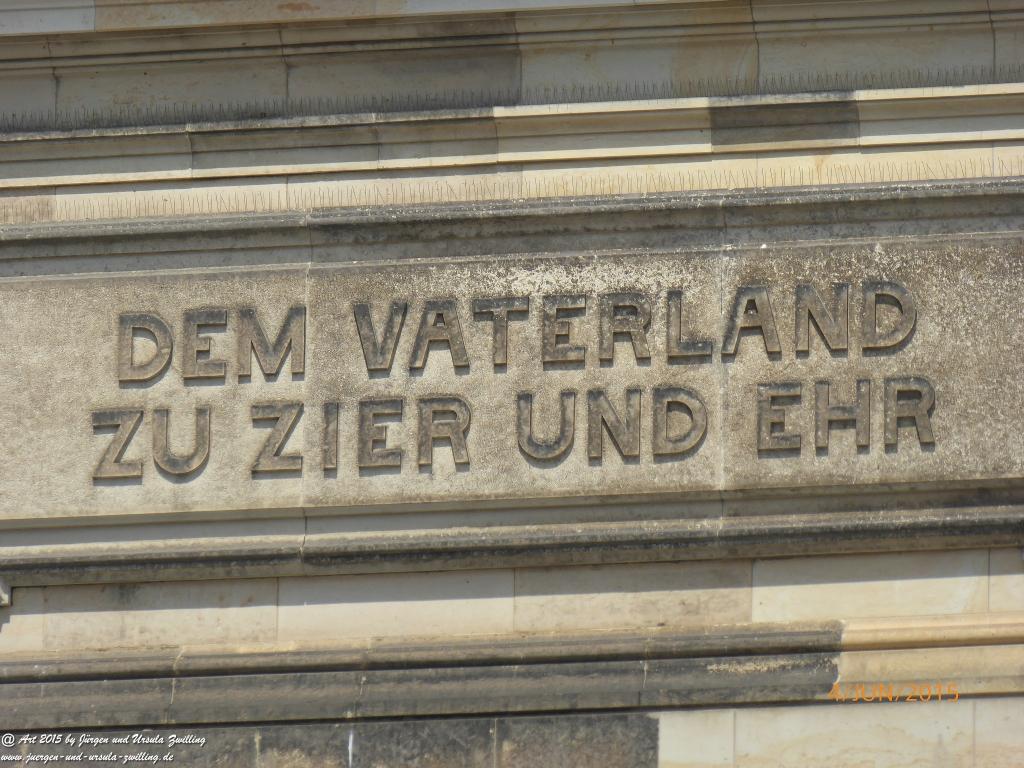 DEM VATERLAND
ZU ZIER UND EHR
4/JUN/2015
@ Art 2015 by Jürgen und Ursula Zwilling
www.juergen-und-ursula-zwilling.de